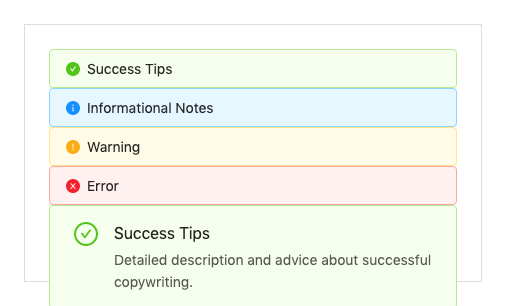 Success Tips
Informational Notes
Warning
Error
Success Tips
Detailed description and advice about successful
copywriting.